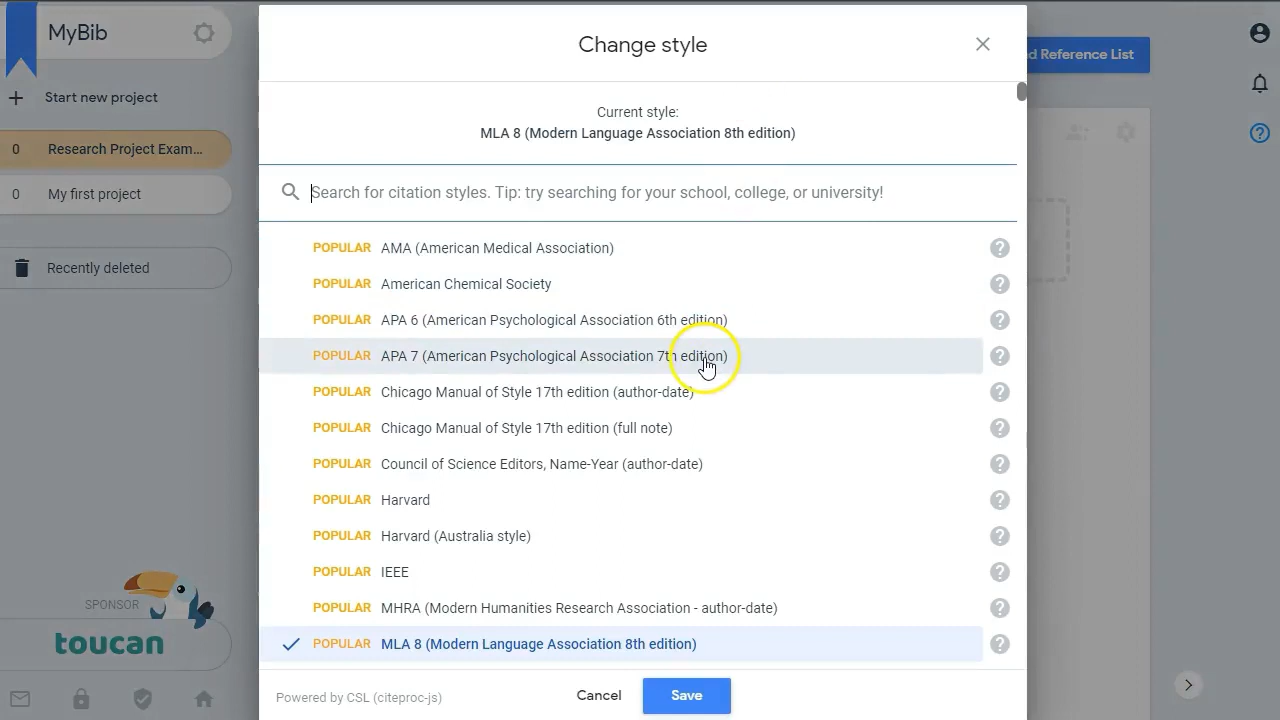 MyBib
Start new project
0 Research Project Exam...
0 My first project
Recently deleted
SPONSOR
toucan
d Reference List
Change style
Current style:
MLA 8 (Modern Language Association 8th edition)
Search for citation styles. Tip: try searching for your school, college, or university!
POPULAR AMA (American Medical Association)
POPULAR American Chemical Society
POPULAR APA 6 (American Psychological Association 6th edition)
POPULAR APA 7 (American Psychological Association 7th edition)
POPULAR Chicago Manual of Style 17th edition (author-date)
POPULAR Chicago Manual of Style 17th edition (full note)
POPULAR Council of Science Editors, Name-Year (author-date)
POPULAR Harvard
POPULAR Harvard (Australia style)
POPULAR IEEE
POPULAR MHRA (Modern Humanities Research Association - author-date)
POPULAR MLA 8 (Modern Language Association 8th edition)
Powered by CSL (citeproc-js)
Cancel
Save